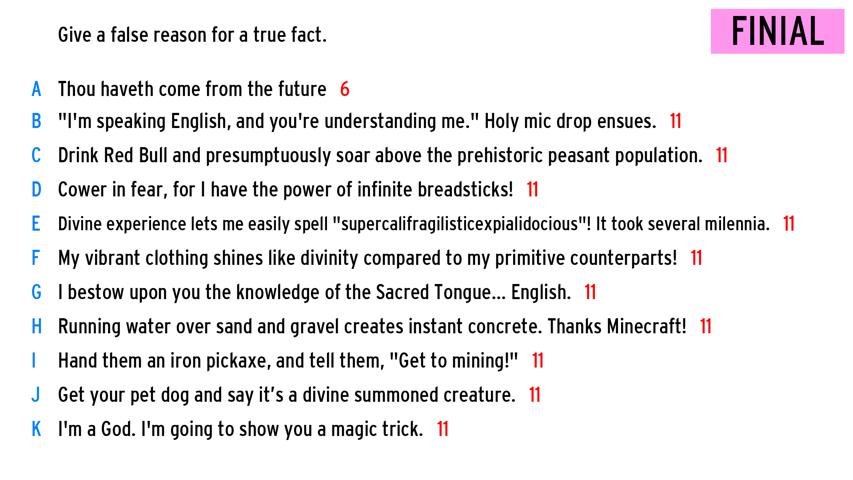 Give a false reason for a true fact.
FINIAL
A Thou haveth come from the future 6
B "I'm speaking English, and you're understanding me." Holy mic drop ensues. 11
C Drink Red Bull and presumptuously soar above the prehistoric peasant population. 11
D Cower in fear, for I have the power of infinite breadsticks! 11
E Divine experience lets me easily spell "supercalifragilisticexpialidocious"! It took several milennia. 11
F My vibrant clothing shines like divinity compared to my primitive counterparts! 11
G I bestow upon you the knowledge of the Sacred Tongue... English. 11
H Running water over sand and gravel creates instant concrete. Thanks Minecraft! 11
I Hand them an iron pickaxe, and tell them, "Get to mining!" 11
J Get your pet dog and say it's a divine summoned creature. 11
K I'm a God. I'm going to show you a magic trick. 11